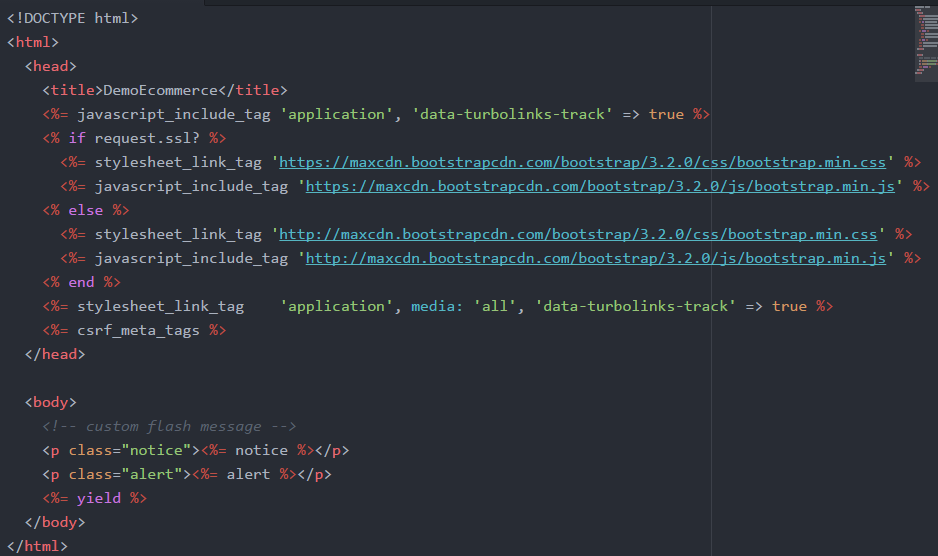 <!DOCTYPE html>
<html>
  <head>
    <title>DemoEcommerce</title>
    <%= javascript_include_tag 'application', 'data-turbolinks-track' => true %>
    <% if request.ssl? %>
      <%= stylesheet_link_tag 'https://maxcdn.bootstrapcdn.com/bootstrap/3.2.0/css/bootstrap.min.css' %>
      <%= javascript_include_tag 'https://maxcdn.bootstrapcdn.com/bootstrap/3.2.0/js/bootstrap.min.js' %>
    <% else %>
      <%= stylesheet_link_tag 'http://maxcdn.bootstrapcdn.com/bootstrap/3.2.0/css/bootstrap.min.css' %>
      <%= javascript_include_tag 'http://maxcdn.bootstrapcdn.com/bootstrap/3.2.0/js/bootstrap.min.js' %>
    <% end %>
    <%= stylesheet_link_tag    'application', media: 'all', 'data-turbolinks-track' => true %>
    <%= csrf_meta_tags %>
  </head>

  <body>
    <!-- custom flash message -->
    <p class="notice"><%= notice %></p>
    <p class="alert"><%= alert %></p>
    <%= yield %>
  </body>
</html>